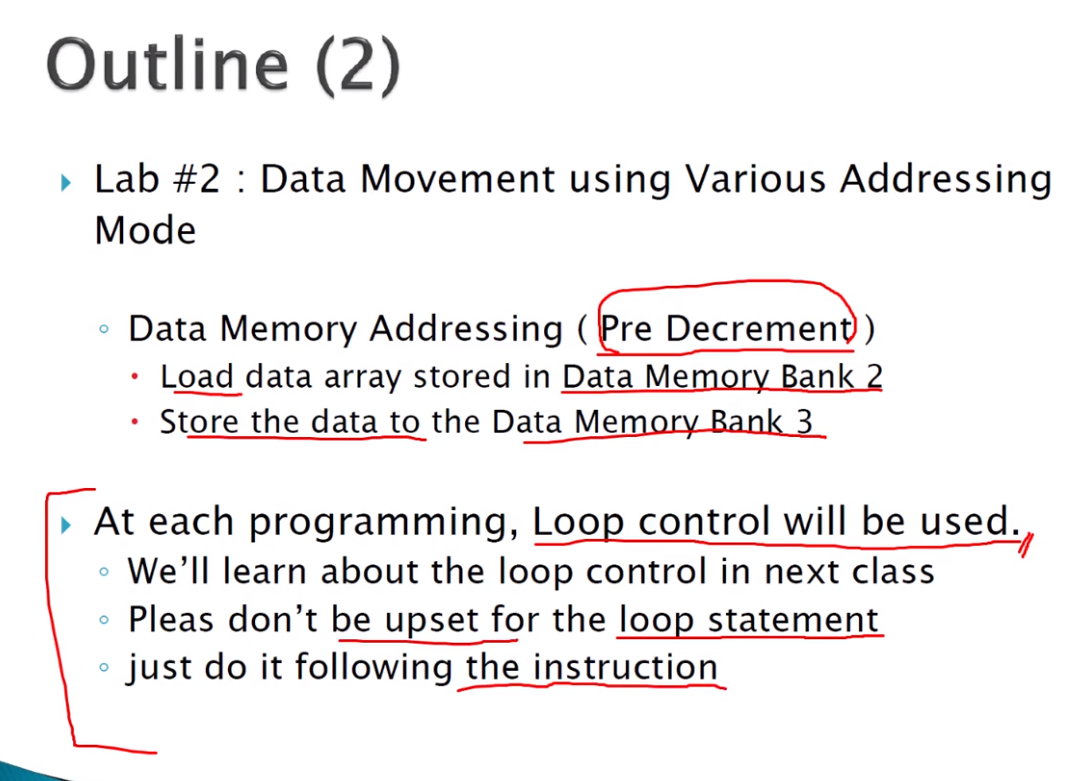 Outline (2)
Lab #2 : Data Movement using Various Addressing
Mode
Data Memory Addressing ( Pre Decrement )
Load data array stored in Data Memory Bank 2
Store the data to the Data Memory Bank 3
At each programming, Loop control will be used.
We'll learn about the loop control in next class
Pleas don't be upset for the loop statement
just do it following the instruction